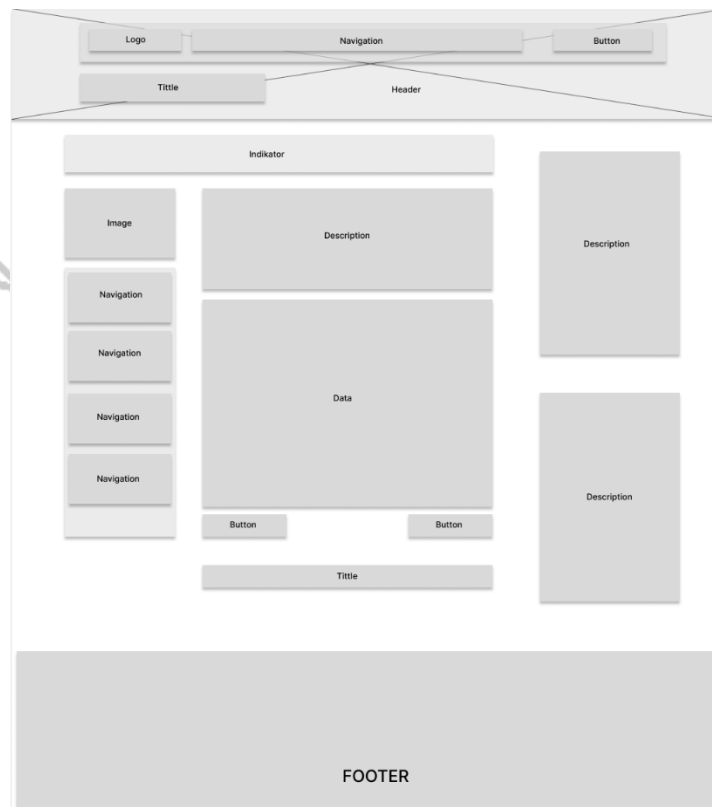 Logo
Navigation
Button
Tittle
Header
Indikator
Image
Description
Description
Navigation
Navigation
Data
Navigation
Navigation
Description
Button
Button
Tittle
FOOTER